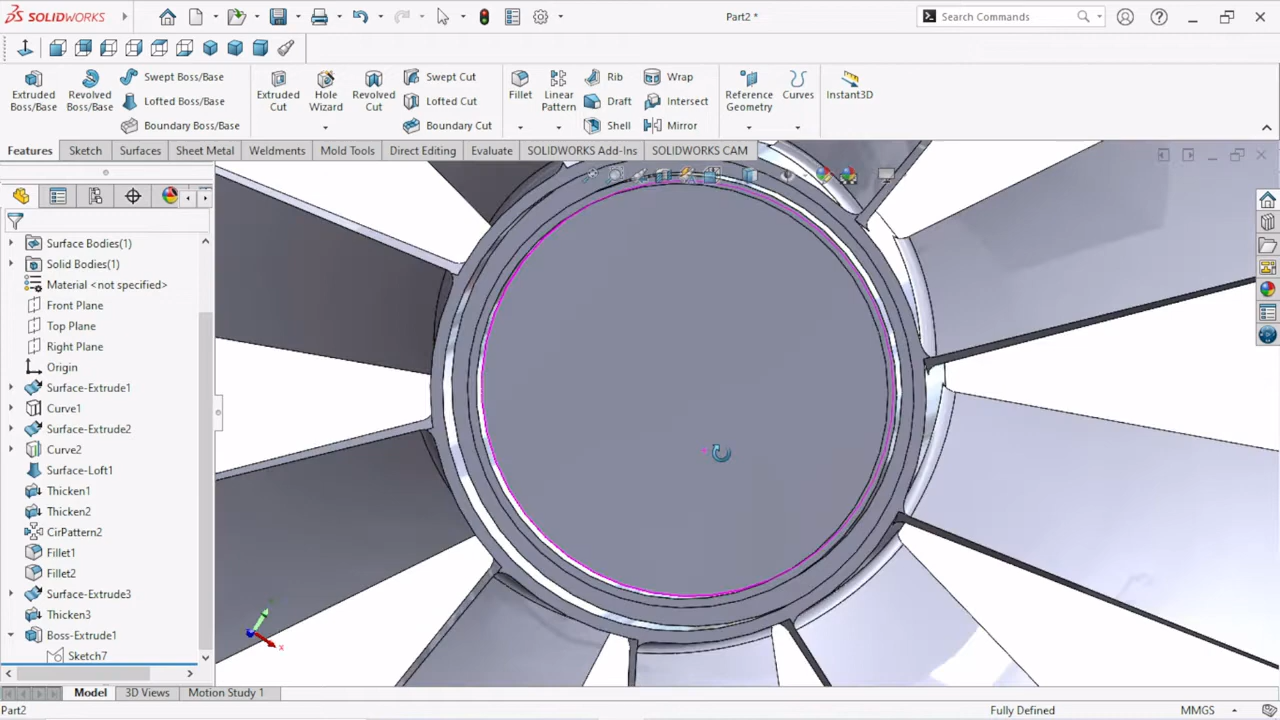 SOLIDWORKS
Part2 *
Search Commands
Extruded Boss/Base
Revolved Boss/Base
Swept Boss/Base
Lofted Boss/Base
Boundary Boss/Base
Extruded Cut
Hole Wizard
Revolved Cut
Swept Cut
Lofted Cut
Boundary Cut
Fillet
Linear Pattern
Rib
Draft
Shell
Wrap
Intersect
Mirror
Reference Geometry
Curves
Instant3D
Features
Sketch
Surfaces
Sheet Metal
Weldments
Mold Tools
Direct Editing
Evaluate
SOLIDWORKS Add-Ins
SOLIDWORKS CAM
Surface Bodies(1)
Solid Bodies(1)
Material <not specified>
Front Plane
Top Plane
Right Plane
Origin
Surface-Extrude1
Curve1
Surface-Extrude2
Curve2
Surface-Loft1
Thicken1
Thicken2
CirPattern2
Fillet1
Fillet2
Surface-Extrude3
Thicken3
Boss-Extrude1
Sketch7
x
Model
3D Views
Motion Study 1
Part2
Fully Defined
MMGS